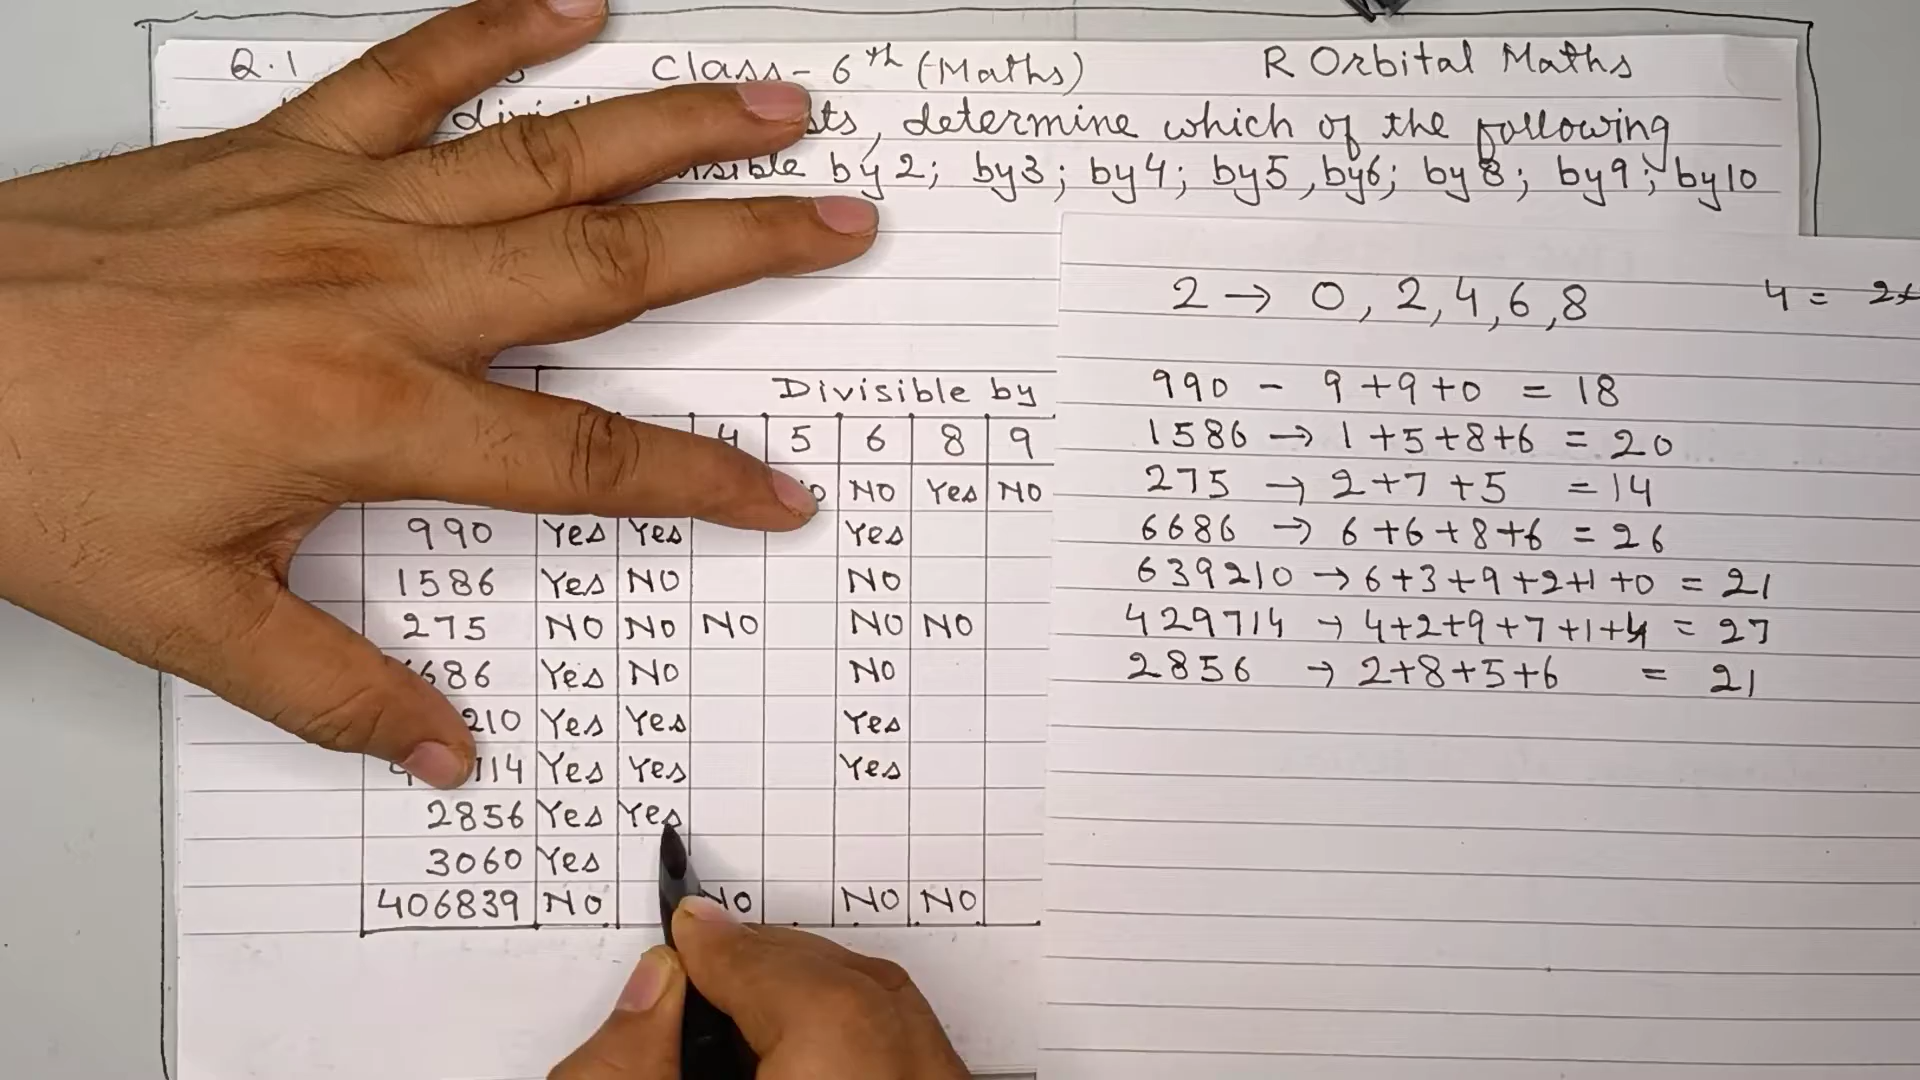 Q.1 Class- 6th (Maths) R Orbital Maths
determine which of the following
by 2; by3; by4; by5, by6; by8; by9; by10
Divisible by
4 5 6 8 9
NO Yes NO
990 Yes Yes Yes
1586 Yes NO NO
275 NO NO NO NO NO
Yes NO NO
Yes Yes Yes
Yes Yes Yes
2856 Yes Yes
3060 Yes
406839 NO NO NO NO
2 → 0, 2, 4, 6, 8 4 =
990 - 9+9+0 = 18
1586 → 1+5+8+6 = 20
275 → 2+7+5 = 14
6686 → 6+6+8+6 = 26
639210 → 6+3+9+2+1+0 = 21
429714 → 4+2+9+7+1+4 = 27
2856 → 2+8+5+6 = 21